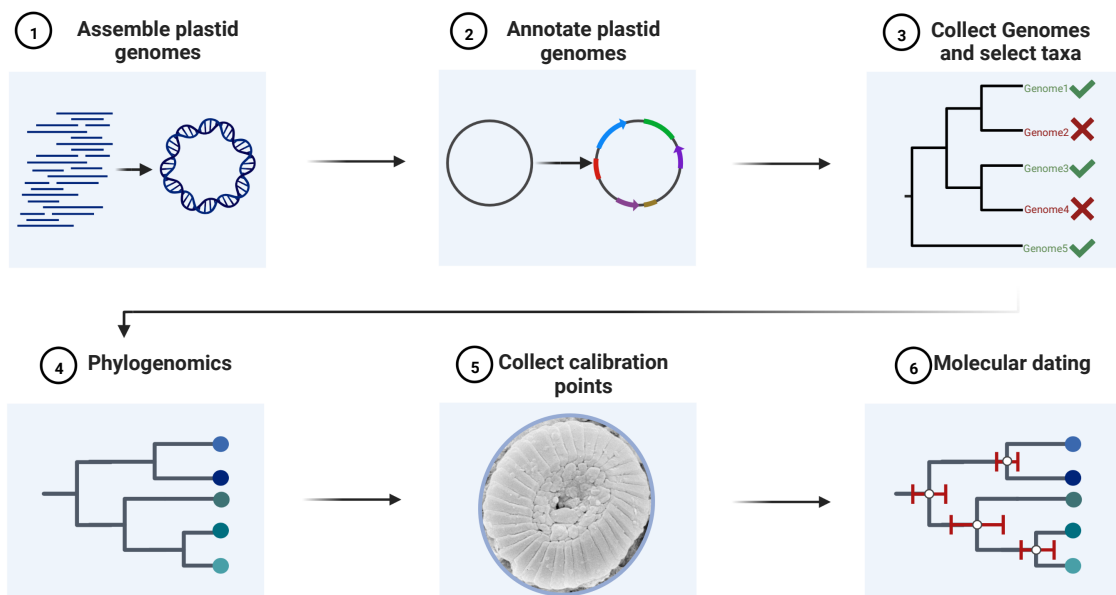 1
Assemble plastid
genomes
2
Annotate plastid
genomes
3
Collect Genomes
and select taxa
Genome1
Genome2
Genome3
Genome4
Genome5
4
Phylogenomics
5
Collect calibration
points
6
Molecular dating